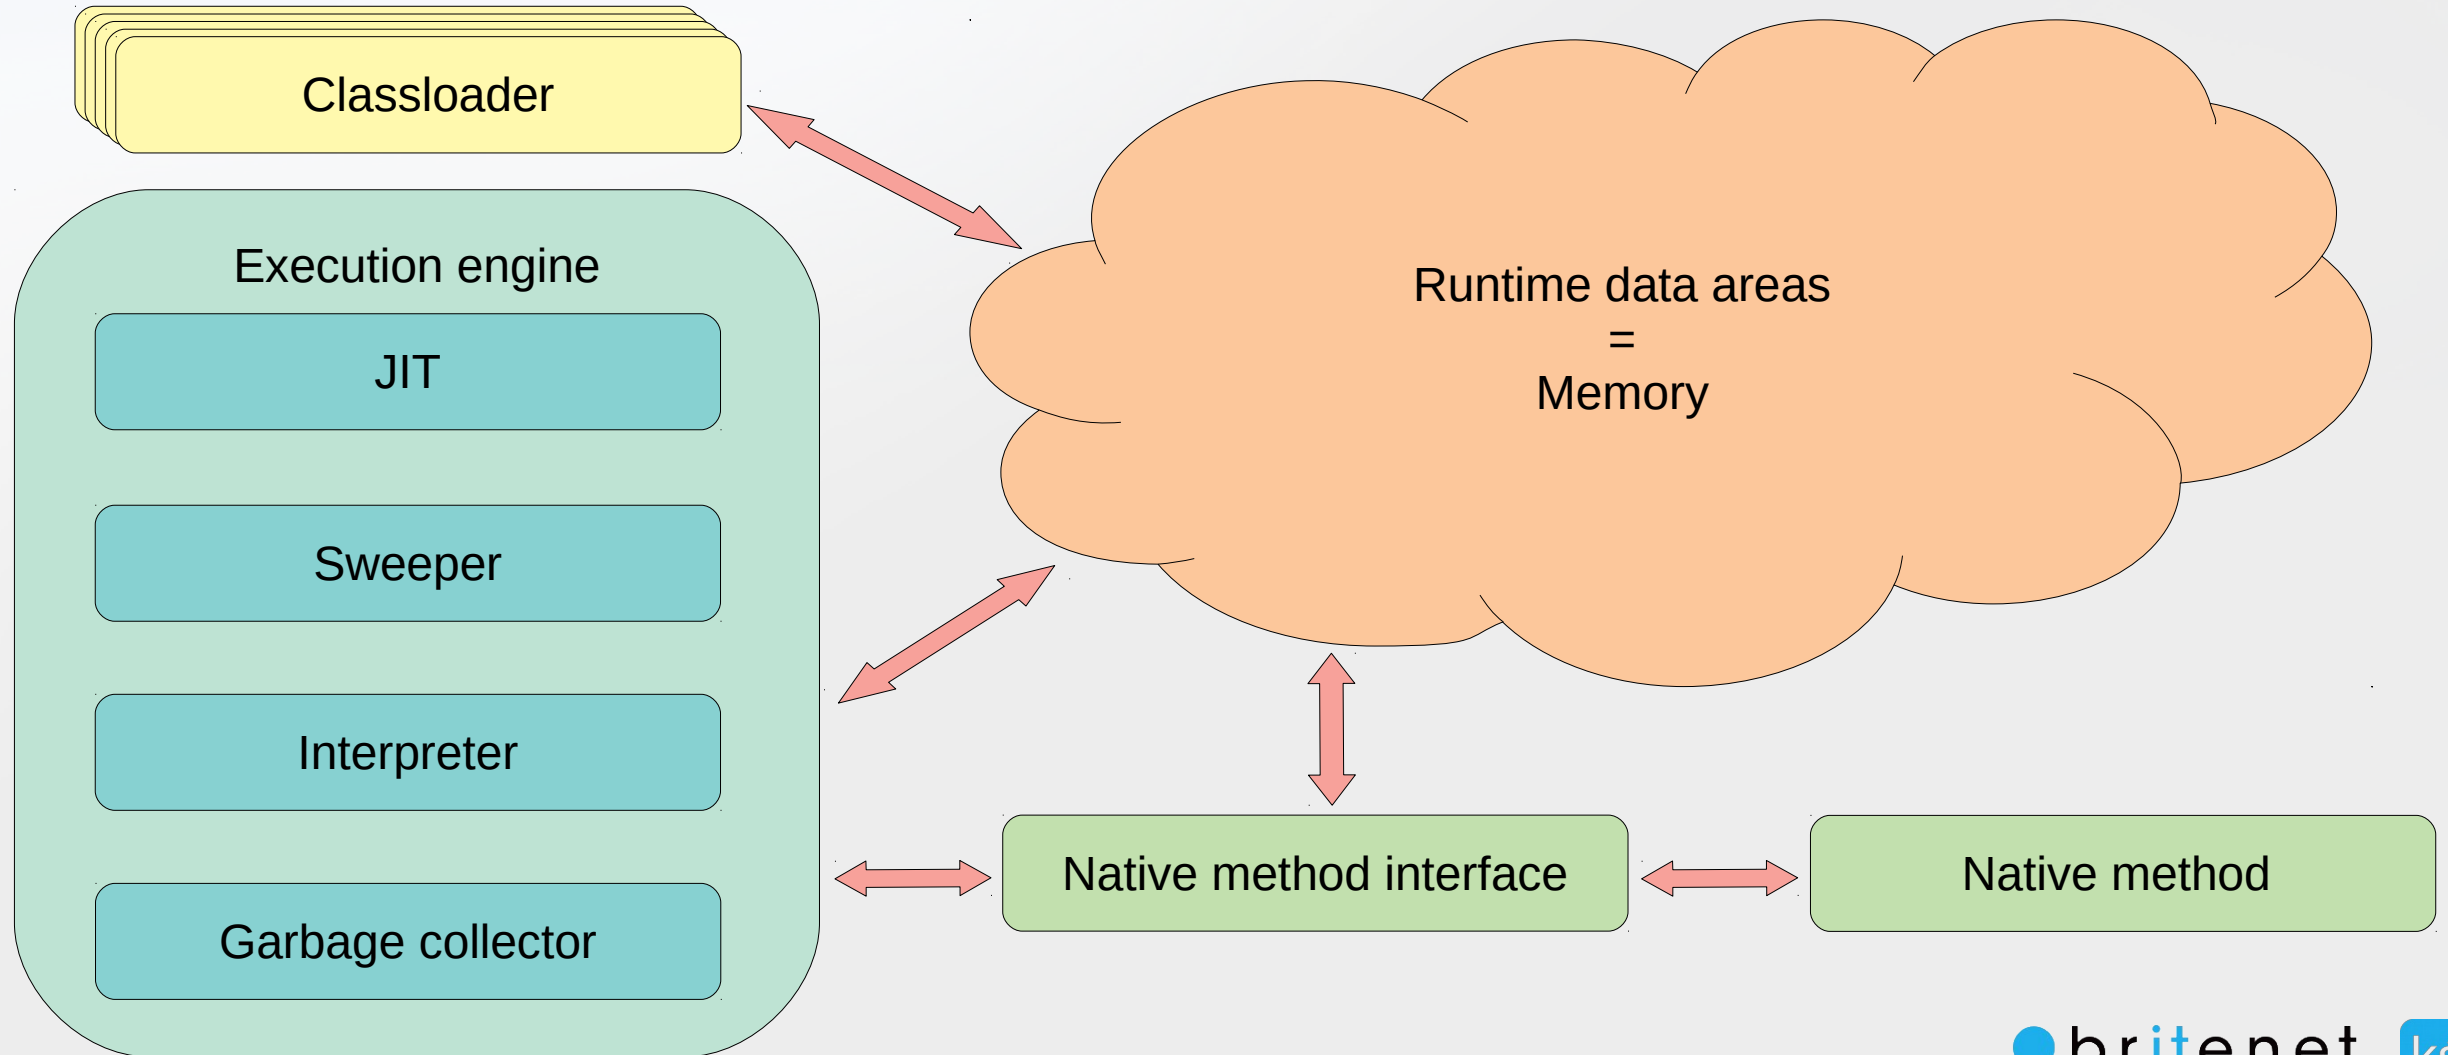 Classloader
Execution engine
JIT
Sweeper
Interpreter
Garbage collector
Runtime data areas
=
Memory
Native method interface
Native method
britenet